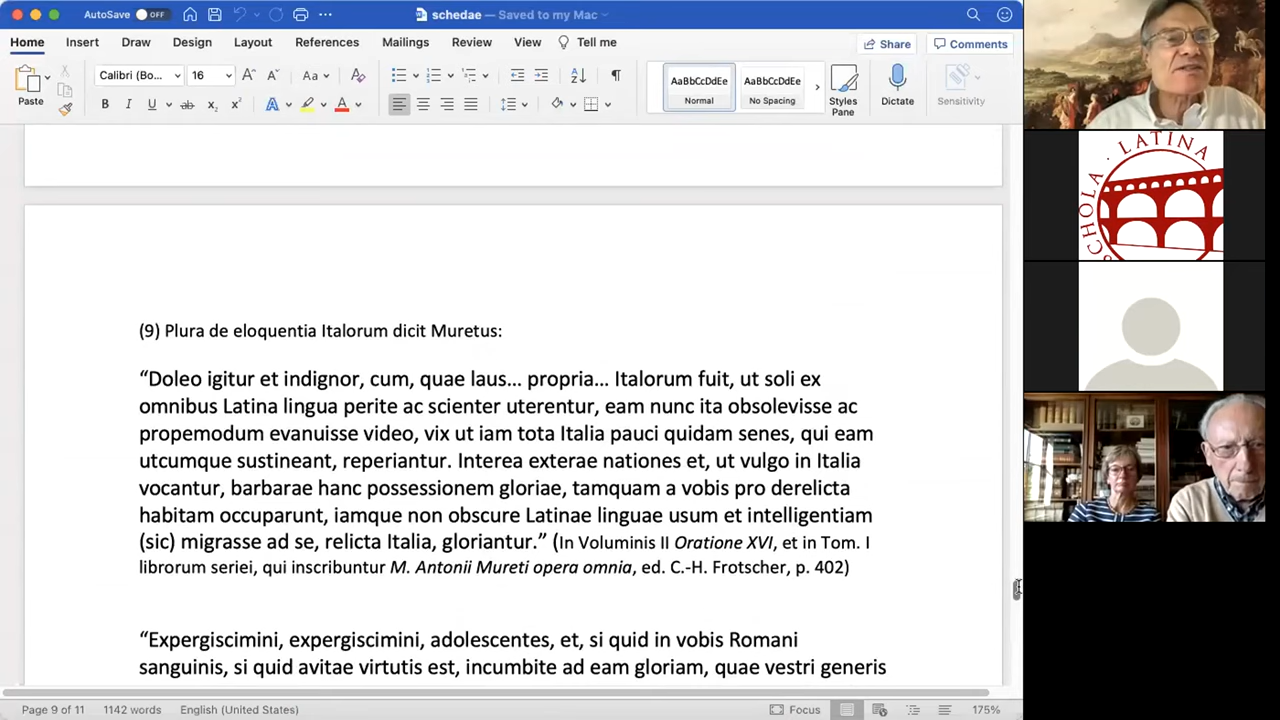 AutoSave OFF schedae — Saved to my Mac
Home Insert Draw Design Layout References Mailings Review View Tell me Share Comments
Paste Calibri (Bo... 16 A A Aa A AaBbCcDdEe AaBbCcDdEe
B I U ab x₂ x² A A Normal No Spacing Styles Pane Dictate Sensitivity
(9) Plura de eloquentia Italorum dicit Muretus:
“Doleo igitur et indignor, cum, quae laus… propria… Italorum fuit, ut soli ex
omnibus Latina lingua perite ac scienter uterentur, eam nunc ita obsolevisse ac
propemodum evanuisse video, vix ut iam tota Italia pauci quidam senes, qui eam
utcumque sustineant, reperiantur. Interea exterae nationes et, ut vulgo in Italia
vocantur, barbarae hanc possessionem gloriae, tamquam a vobis pro derelicta
habitam occuparunt, iamque non obscure Latinae linguae usum et intelligentiam
(sic) migrasse ad se, relicta Italia, gloriantur.” (In Voluminis II Oratione XVI, et in Tom. I
librorum seriei, qui inscribuntur M. Antonii Mureti opera omnia, ed. C.-H. Frotscher, p. 402)
“Expergiscimini, expergiscimini, adolescentes, et, si quid in vobis Romani
sanguinis, si quid avitae virtutis est, incumbite ad eam gloriam, quae vestri generis
Page 9 of 11 1142 words English (United States) Focus 175%
SCHOLA · LATINA